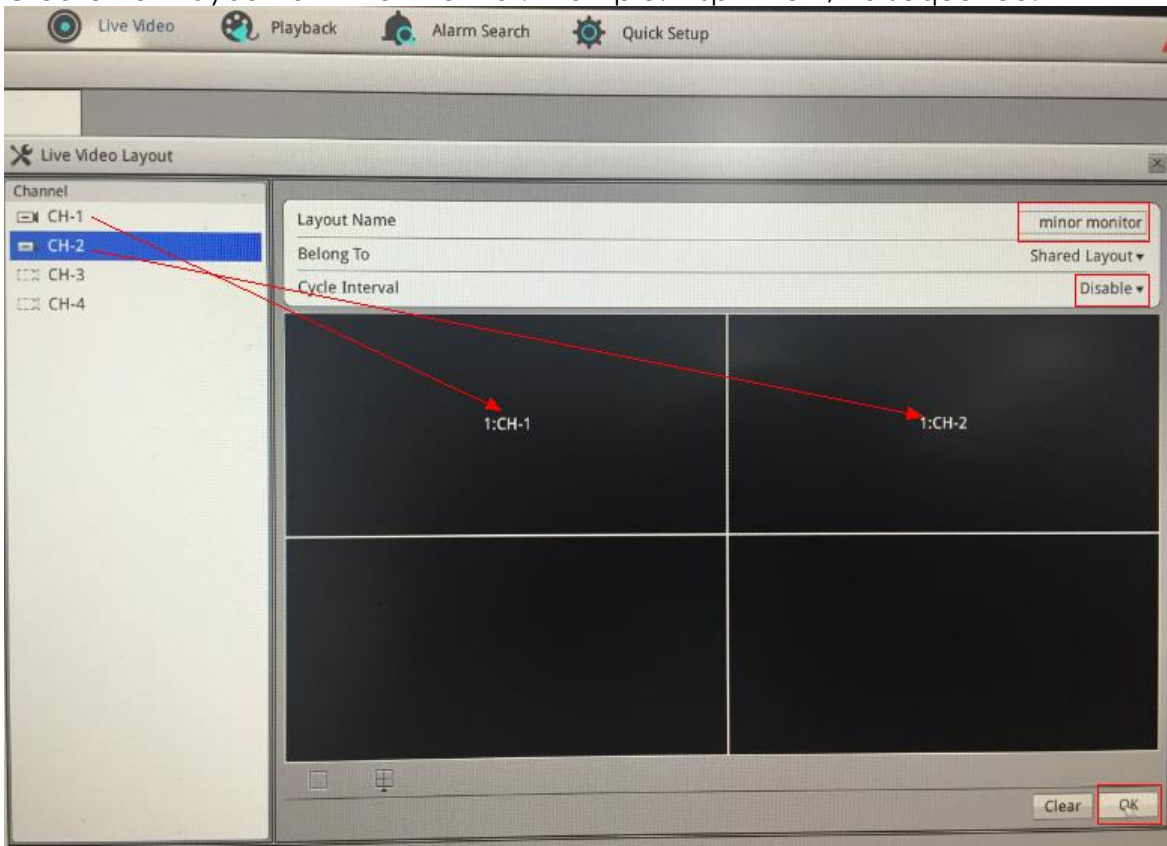 Live Video Playback Alarm Search Quick Setup
Live Video Layout
Channel
CH-1
CH-2
CH-3
CH-4
Layout Name minor monitor
Belong To Shared Layout
Cycle Interval Disable
1:CH-1 1:CH-2
Clear OK